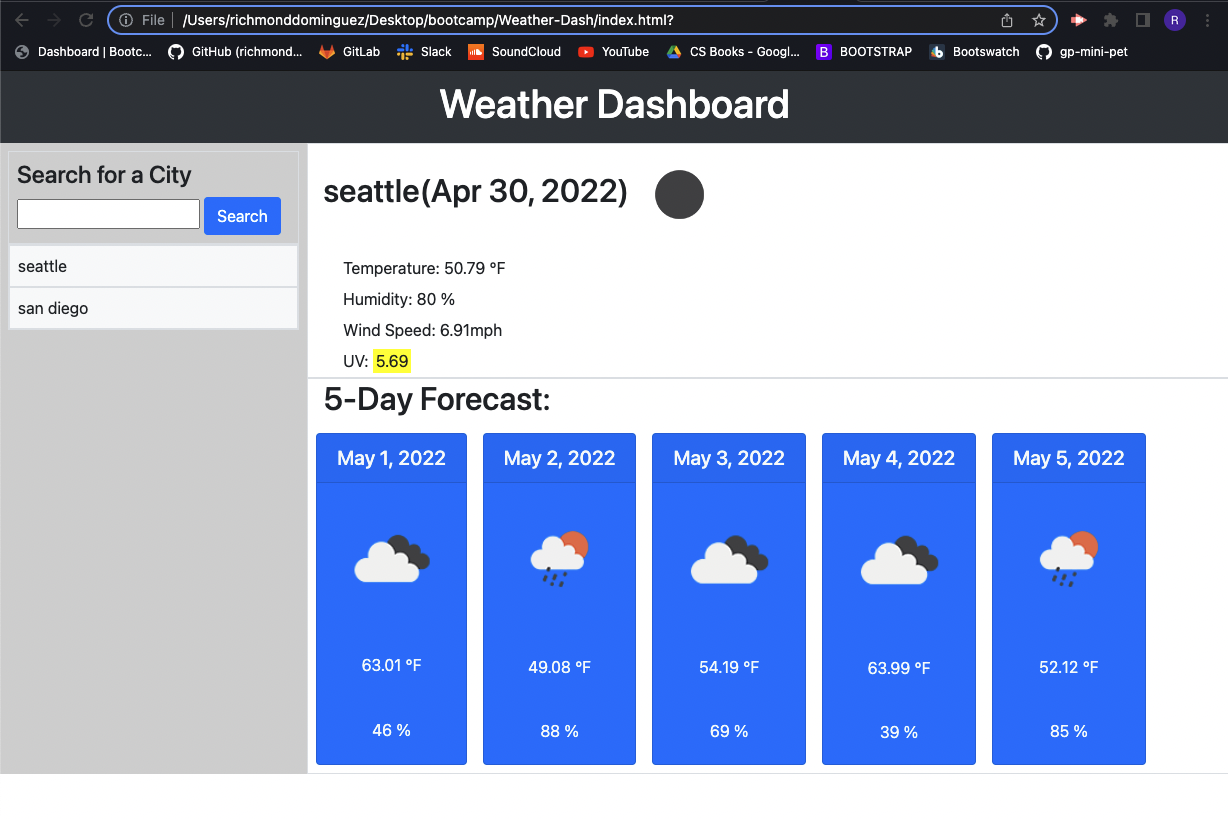 File /Users/richmonddominguez/Desktop/bootcamp/Weather-Dash/index.html? R
Dashboard | Bootc... GitHub (richmond... GitLab Slack SoundCloud YouTube CS Books - Googl... B BOOTSTRAP b Bootswatch gp-mini-pet
Weather Dashboard
Search for a City
Search
seattle
san diego
seattle(Apr 30, 2022)
Temperature: 50.79 °F
Humidity: 80 %
Wind Speed: 6.91mph
UV: 5.69
5-Day Forecast:
May 1, 2022 May 2, 2022 May 3, 2022 May 4, 2022 May 5, 2022
63.01 °F 49.08 °F 54.19 °F 63.99 °F 52.12 °F
46 % 88 % 69 % 39 % 85 %